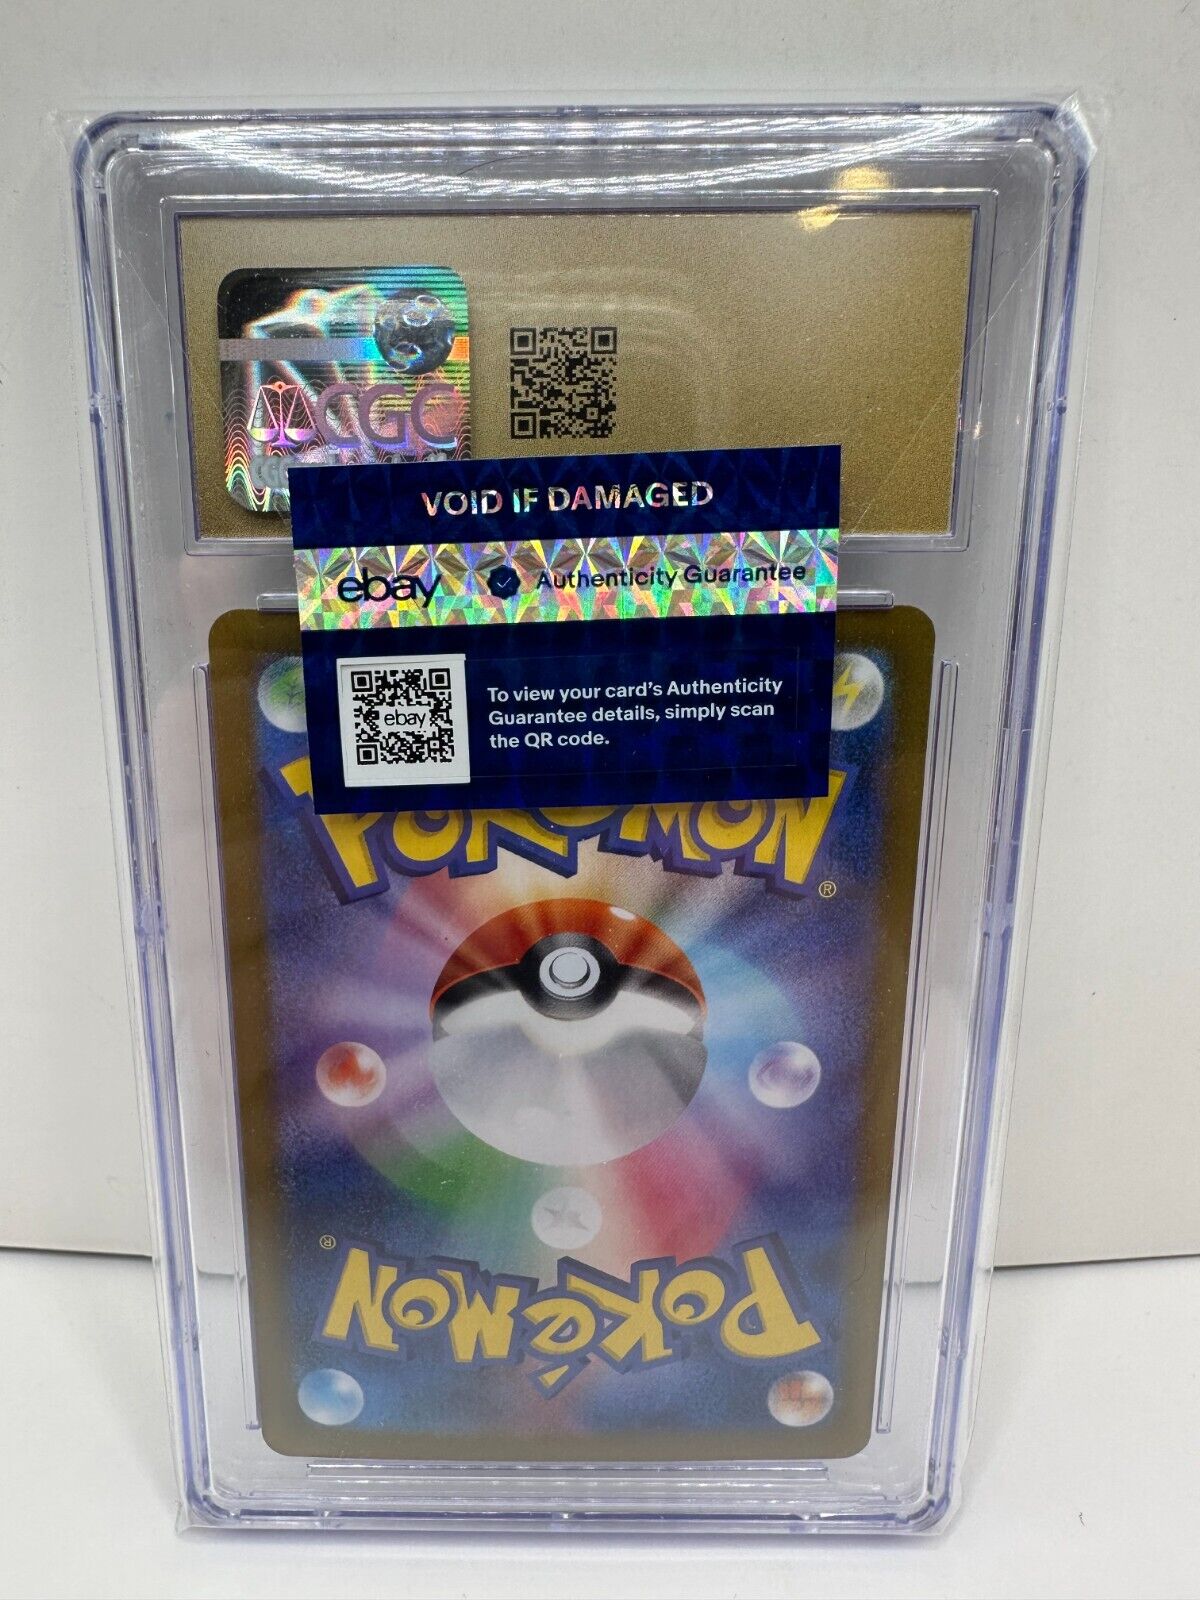 CGC
VOID IF DAMAGED
ebay Authenticity Guarantee
ebay
To view your card's Authenticity
Guarantee details, simply scan
the QR code.
POKéMON
®
®
POKéMON